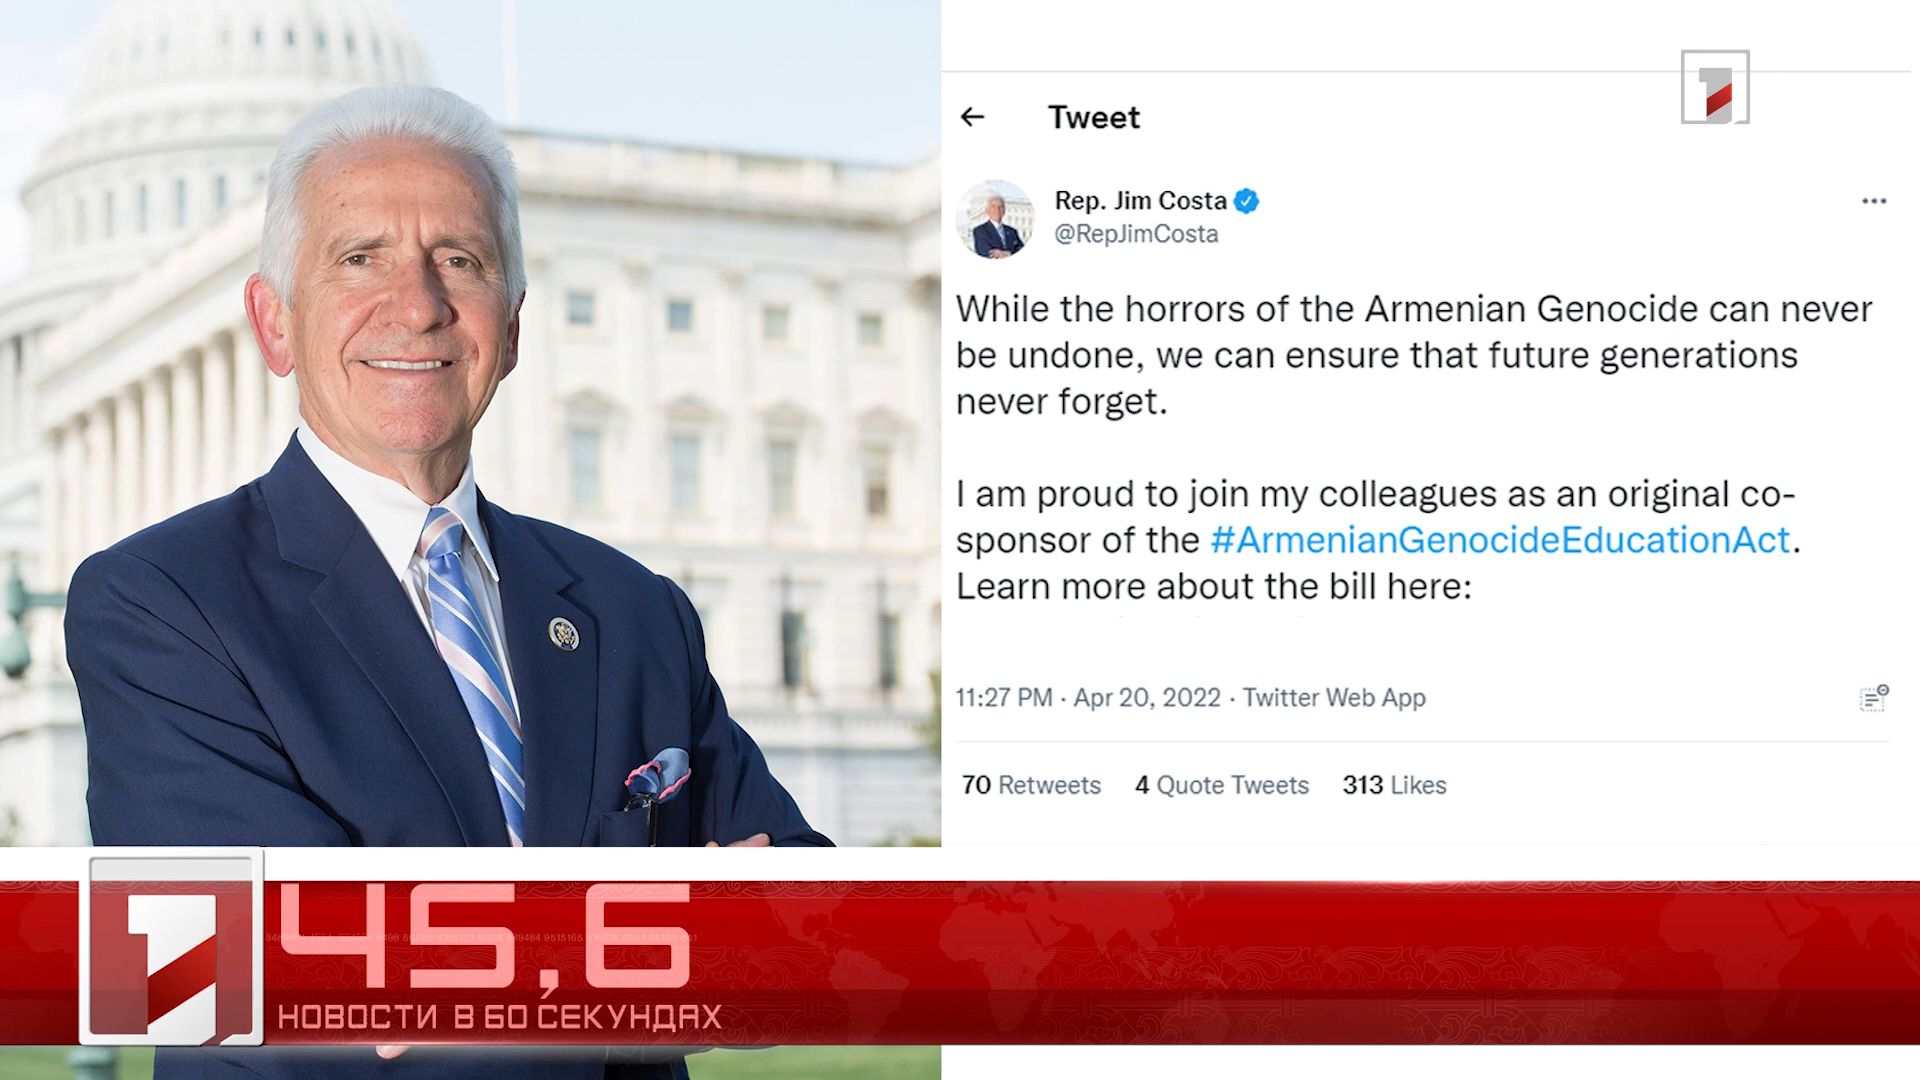 Tweet
Rep. Jim Costa
@RepJimCosta
While the horrors of the Armenian Genocide can never
be undone, we can ensure that future generations
never forget.
I am proud to join my colleagues as an original co-
sponsor of the #ArmenianGenocideEducationAct.
Learn more about the bill here:
11:27 PM · Apr 20, 2022 · Twitter Web App
70 Retweets 4 Quote Tweets 313 Likes
45,6
НОВОСТИ В 60 СЕКУНДАХ